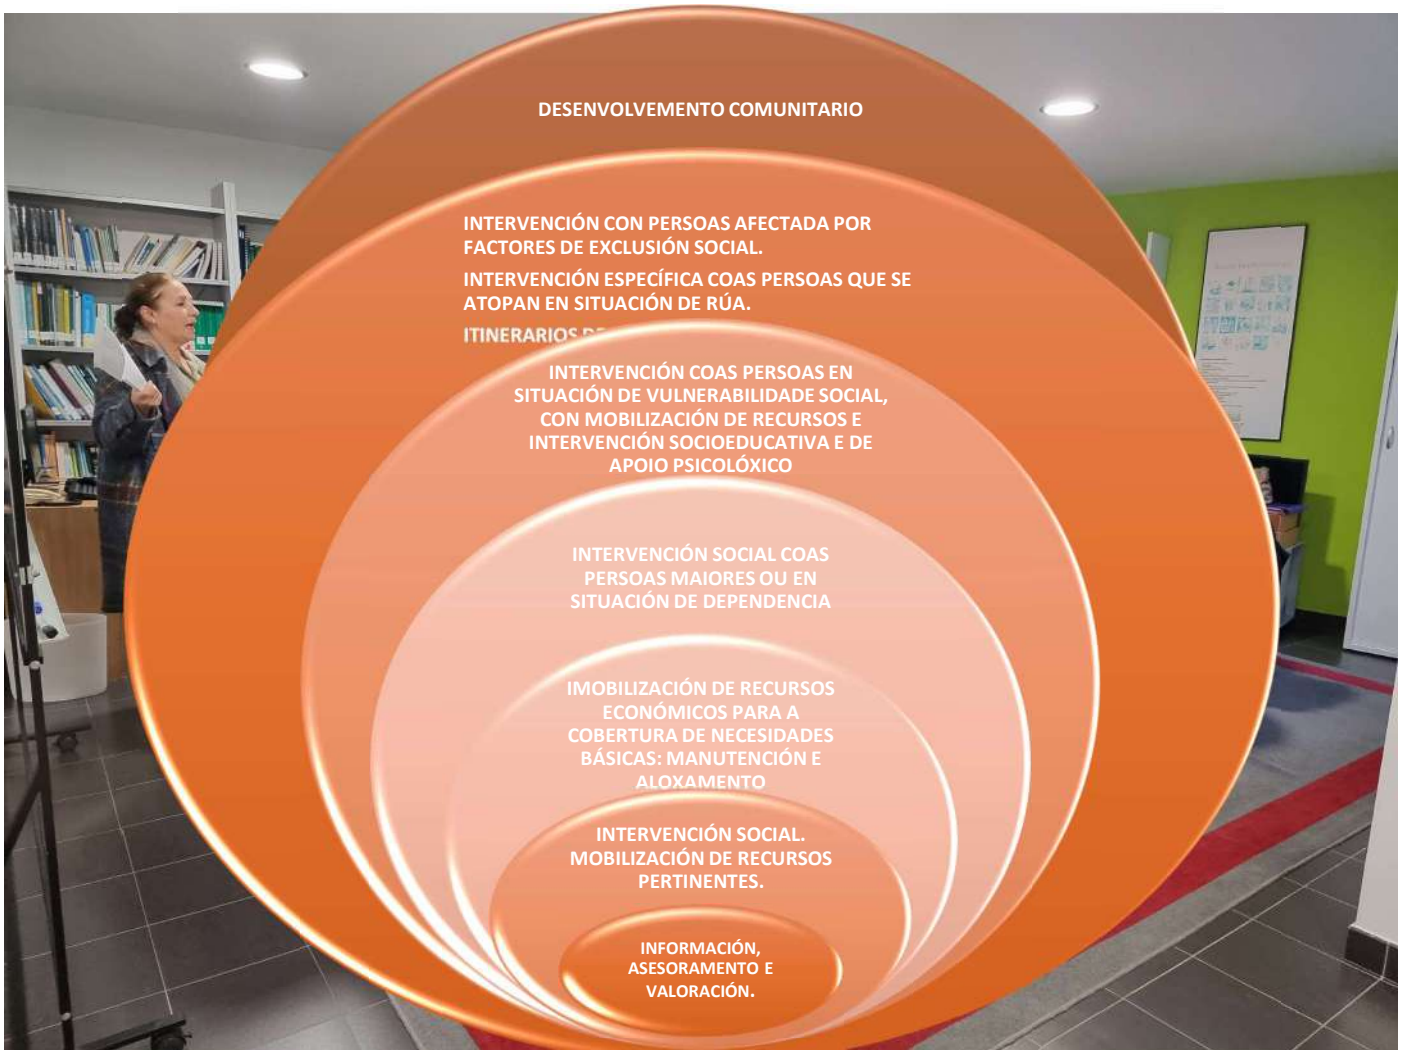 DESENVOLVEMENTO COMUNITARIO
INTERVENCIÓN CON PERSOAS AFECTADA POR
FACTORES DE EXCLUSIÓN SOCIAL.
INTERVENCIÓN ESPECÍFICA COAS PERSOAS QUE SE
ATOPAN EN SITUACIÓN DE RÚA.
ITINERARIOS
INTERVENCIÓN COAS PERSOAS EN
SITUACIÓN DE VULNERABILIDADE SOCIAL,
CON MOBILIZACIÓN DE RECURSOS E
INTERVENCIÓN SOCIOEDUCATIVA E DE
APOIO PSICOLÓXICO
INTERVENCIÓN SOCIAL COAS
PERSOAS MAIORES OU EN
SITUACIÓN DE DEPENDENCIA
IMOBILIZACIÓN DE RECURSOS
ECONÓMICOS PARA A
COBERTURA DE NECESIDADES
BÁSICAS: MANUTENCIÓN E
ALOXAMENTO
INTERVENCIÓN SOCIAL.
MOBILIZACIÓN DE RECURSOS
PERTINENTES.
INFORMACIÓN,
ASESORAMENTO E
VALORACIÓN.